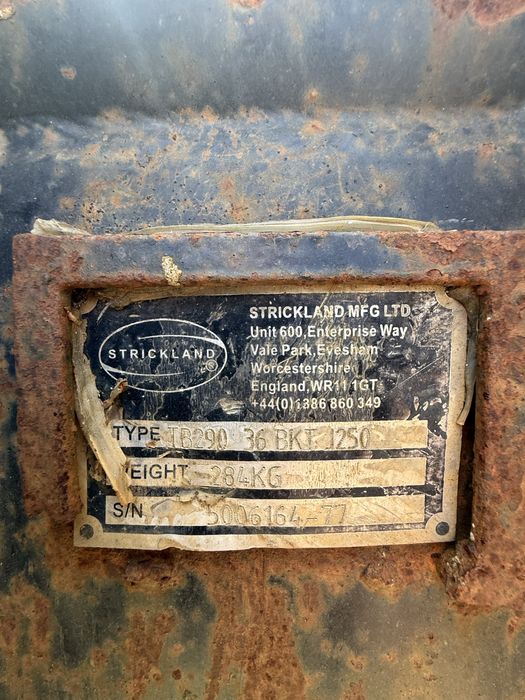 STRICKLAND ®
STRICKLAND MFG LTD
Unit 600, Enterprise Way
Vale Park, Evesham
Worcestershire
England, WR11 1GT
+44(0)1386 860 349
TYPE TB290 36 BKT 1250
WEIGHT 284KG
S/N 5006164-77